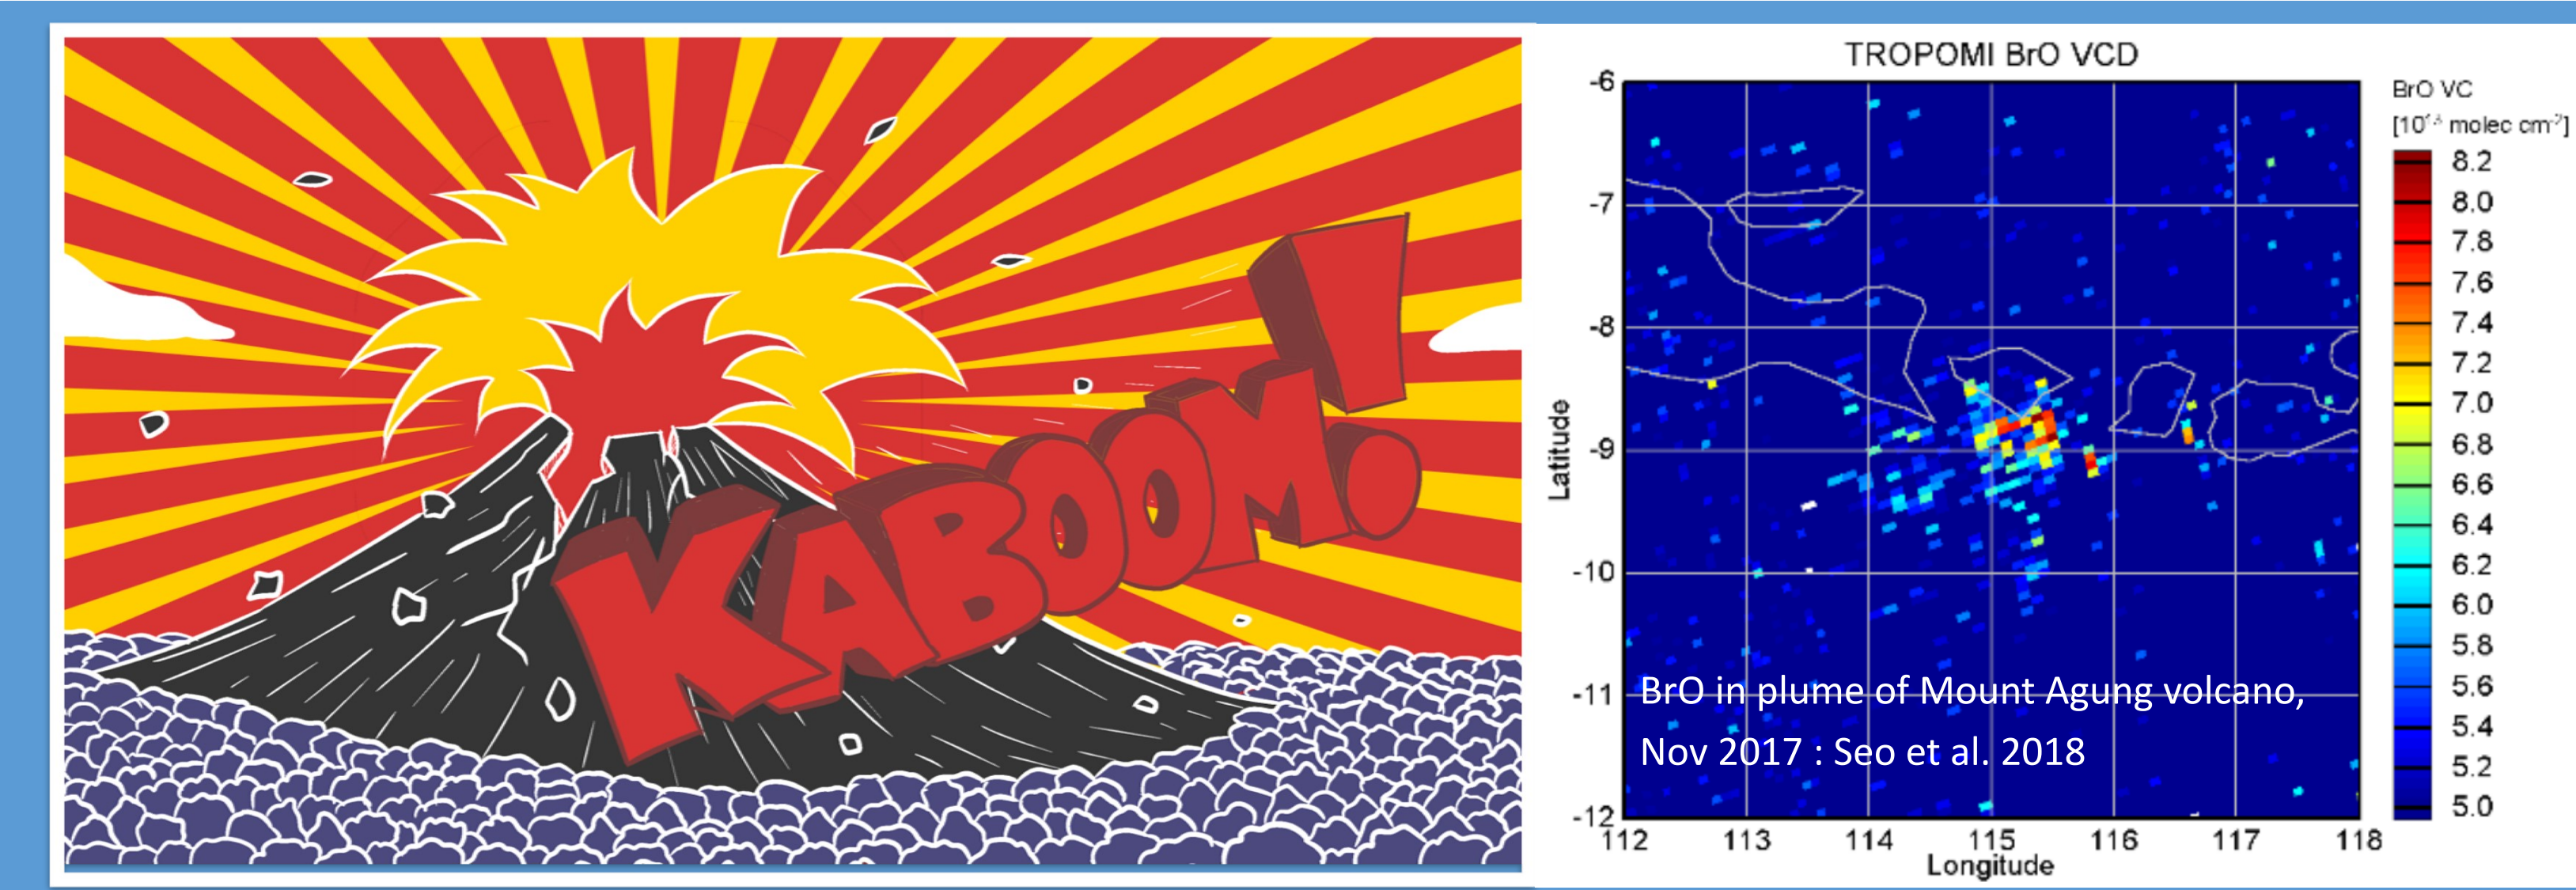 KABOOM!
TROPOMI BrO VCD
BrO VC
[10¹³ molec cm⁻²]
-6
-7
-8
-9
-10
-11
-12
Latitude
112 113 114 115 116 117 118
Longitude
8.2
8.0
7.8
7.6
7.4
7.2
7.0
6.8
6.6
6.4
6.2
6.0
5.8
5.6
5.4
5.2
5.0
BrO in plume of Mount Agung volcano,
Nov 2017 : Seo et al. 2018